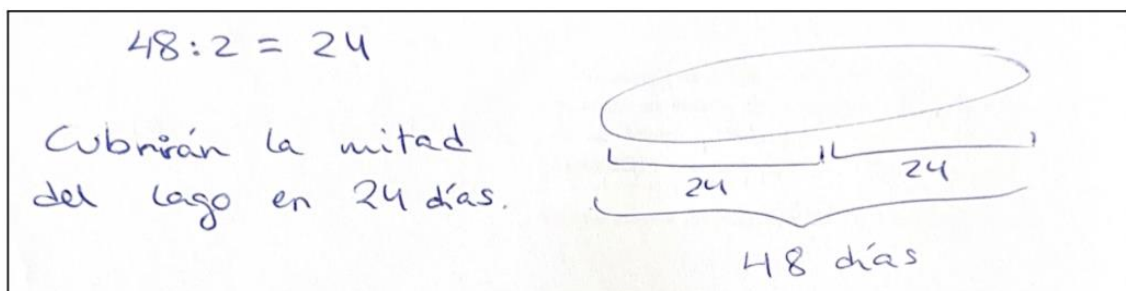 48:2 = 24
Cubrirán la mitad
del lago en 24 días.
24
24
48 días